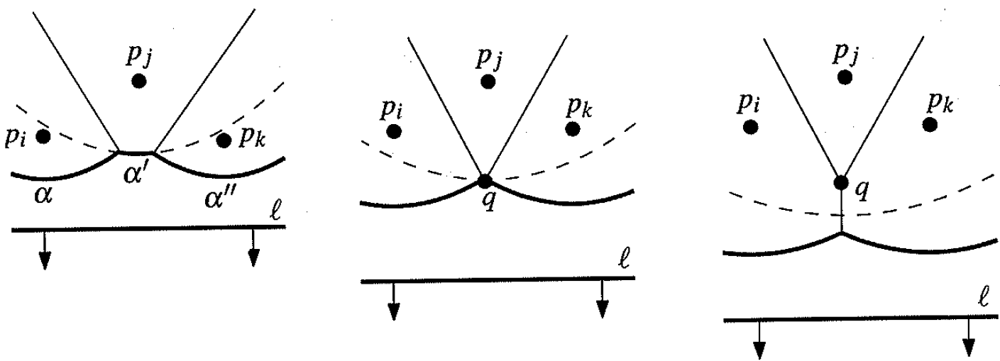 p_j
p_i
p_k
α
α′
α″
ℓ
p_j
p_i
p_k
q
ℓ
p_j
p_i
p_k
q
ℓ